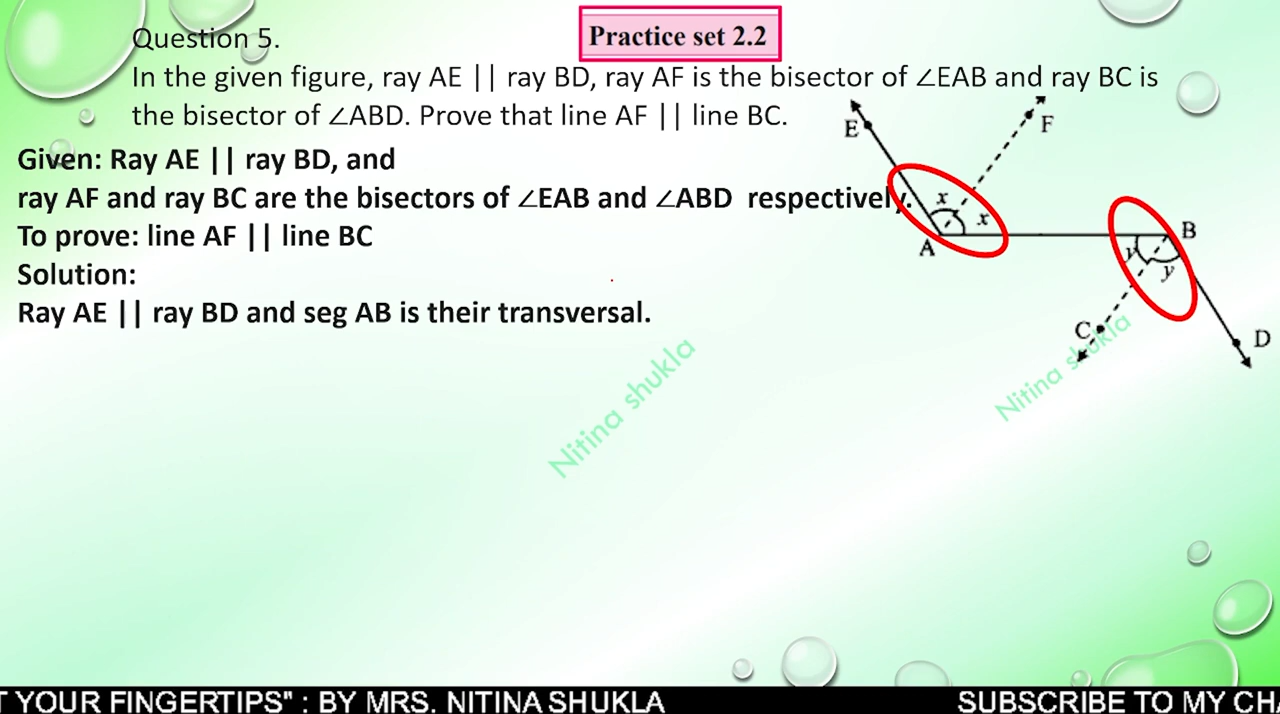 Question 5.
Practice set 2.2
In the given figure, ray AE || ray BD, ray AF is the bisector of ∠EAB and ray BC is
the bisector of ∠ABD. Prove that line AF || line BC.
Given: Ray AE || ray BD, and
ray AF and ray BC are the bisectors of ∠EAB and ∠ABD respectively.
To prove: line AF || line BC
Solution:
Ray AE || ray BD and seg AB is their transversal.
E
F
x
x
A
B
y
y
C
D
Nitina shukla
Nitina shukla
T YOUR FINGERTIPS" : BY MRS. NITINA SHUKLA
SUBSCRIBE TO MY CHA